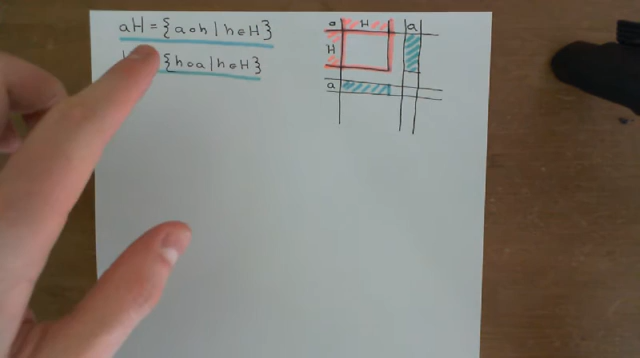 aH = {a∘h | h∈H}
{h∘a | h∈H}
∘ H a
H
a